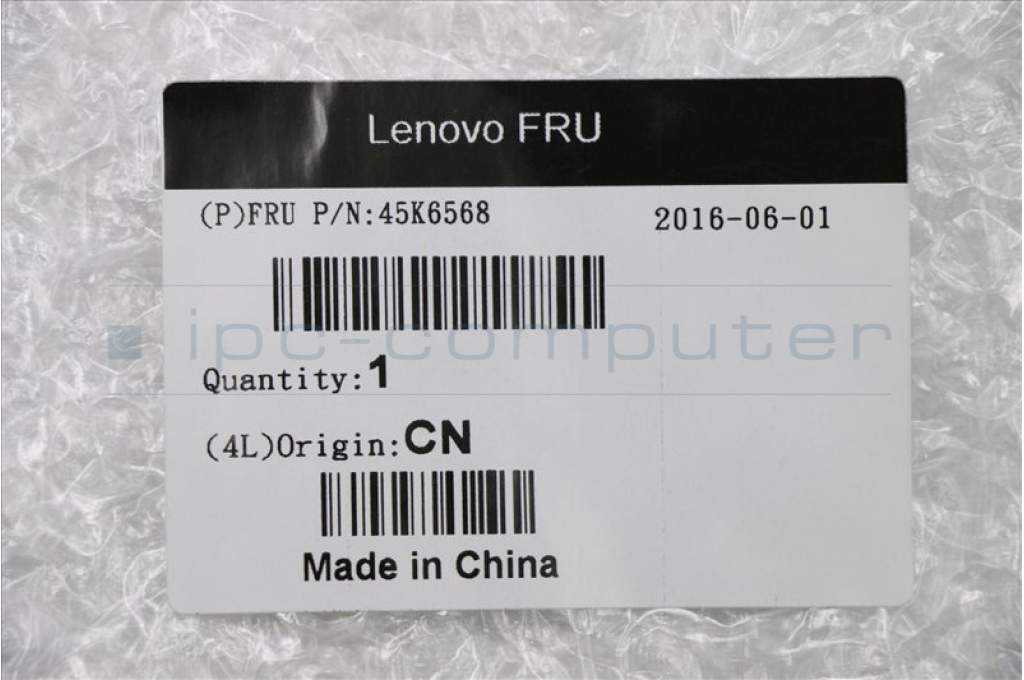 Lenovo FRU
(P)FRU P/N:45K6568 2016-06-01
ipc-computer
Quantity:1
(4L)Origin:CN
Made in China